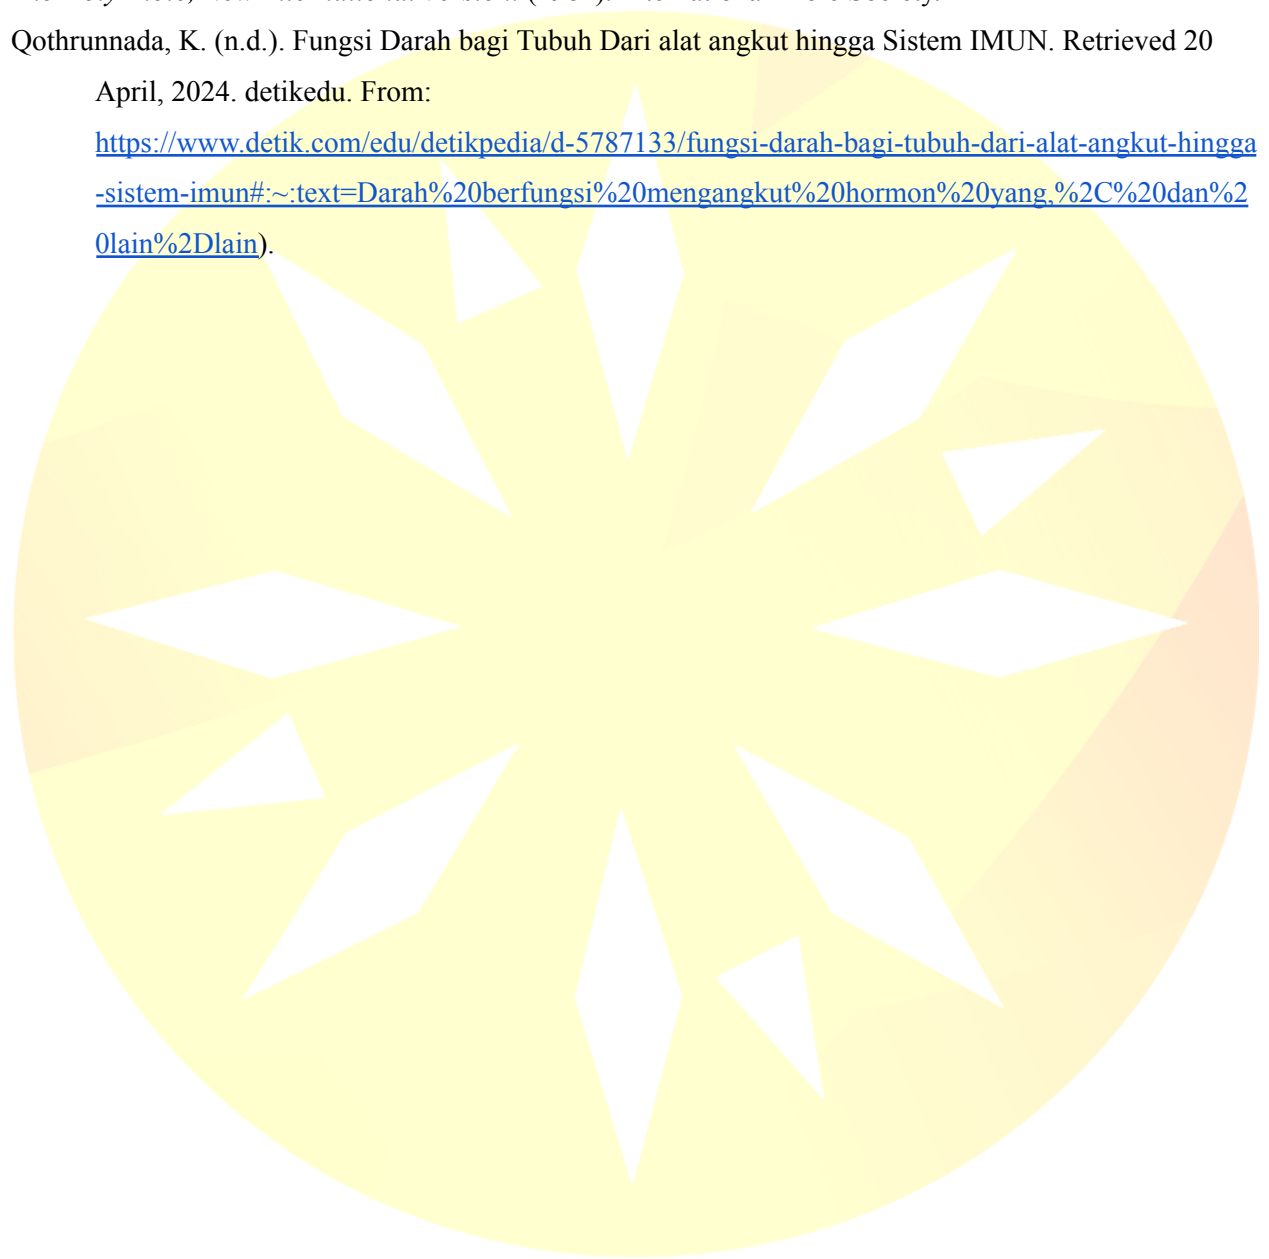 Qothrunnada, K. (n.d.). Fungsi Darah bagi Tubuh Dari alat angkut hingga Sistem IMUN. Retrieved 20
April, 2024. detikedu. From:
https://www.detik.com/edu/detikpedia/d-5787133/fungsi-darah-bagi-tubuh-dari-alat-angkut-hingga
-sistem-imun#:~:text=Darah%20berfungsi%20mengangkut%20hormon%20yang,%2C%20dan%2
0lain%2Dlain).